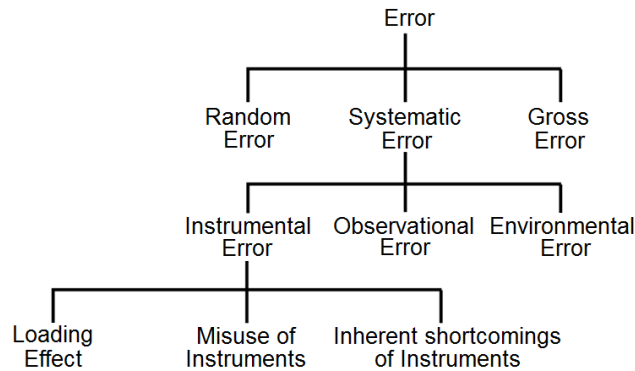 Error
Random
Error
Systematic
Error
Gross
Error
Instrumental
Error
Observational
Error
Environmental
Error
Loading
Effect
Misuse of
Instruments
Inherent shortcomings
of Instruments